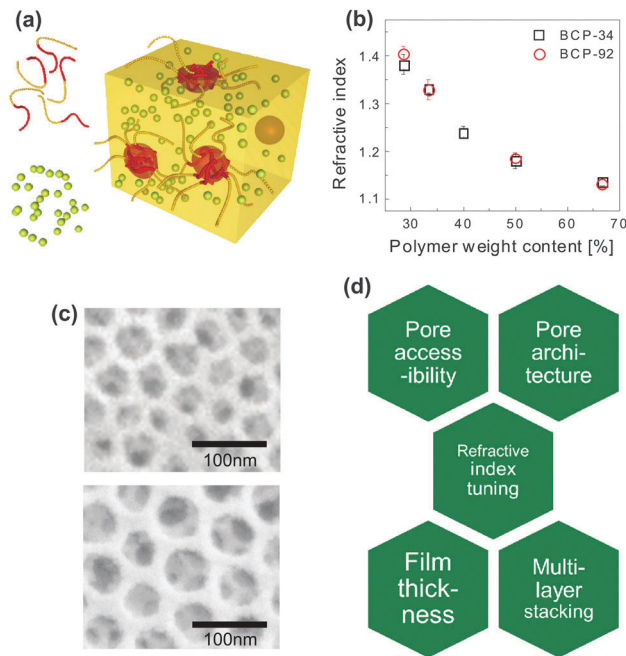 (a)
(b)
BCP-34
BCP-92
Refractive index
1.4
1.3
1.2
1.1
30
40
50
60
70
Polymer weight content [%]
(c)
100nm
100nm
(d)
Pore
access
-ibility
Pore
archi-
tecture
Refractive
index
tuning
Film
thick-
ness
Multi-
layer
stacking